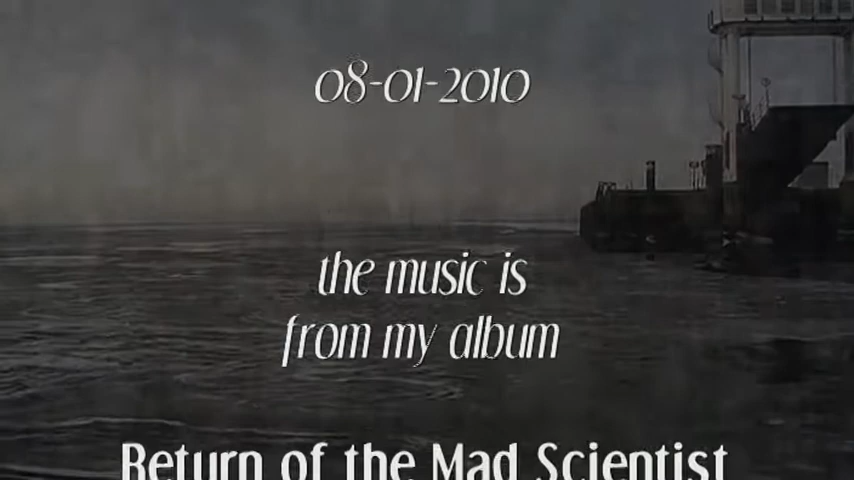 08-01-2010
the music is
from my album
Return of the Mad Scientist